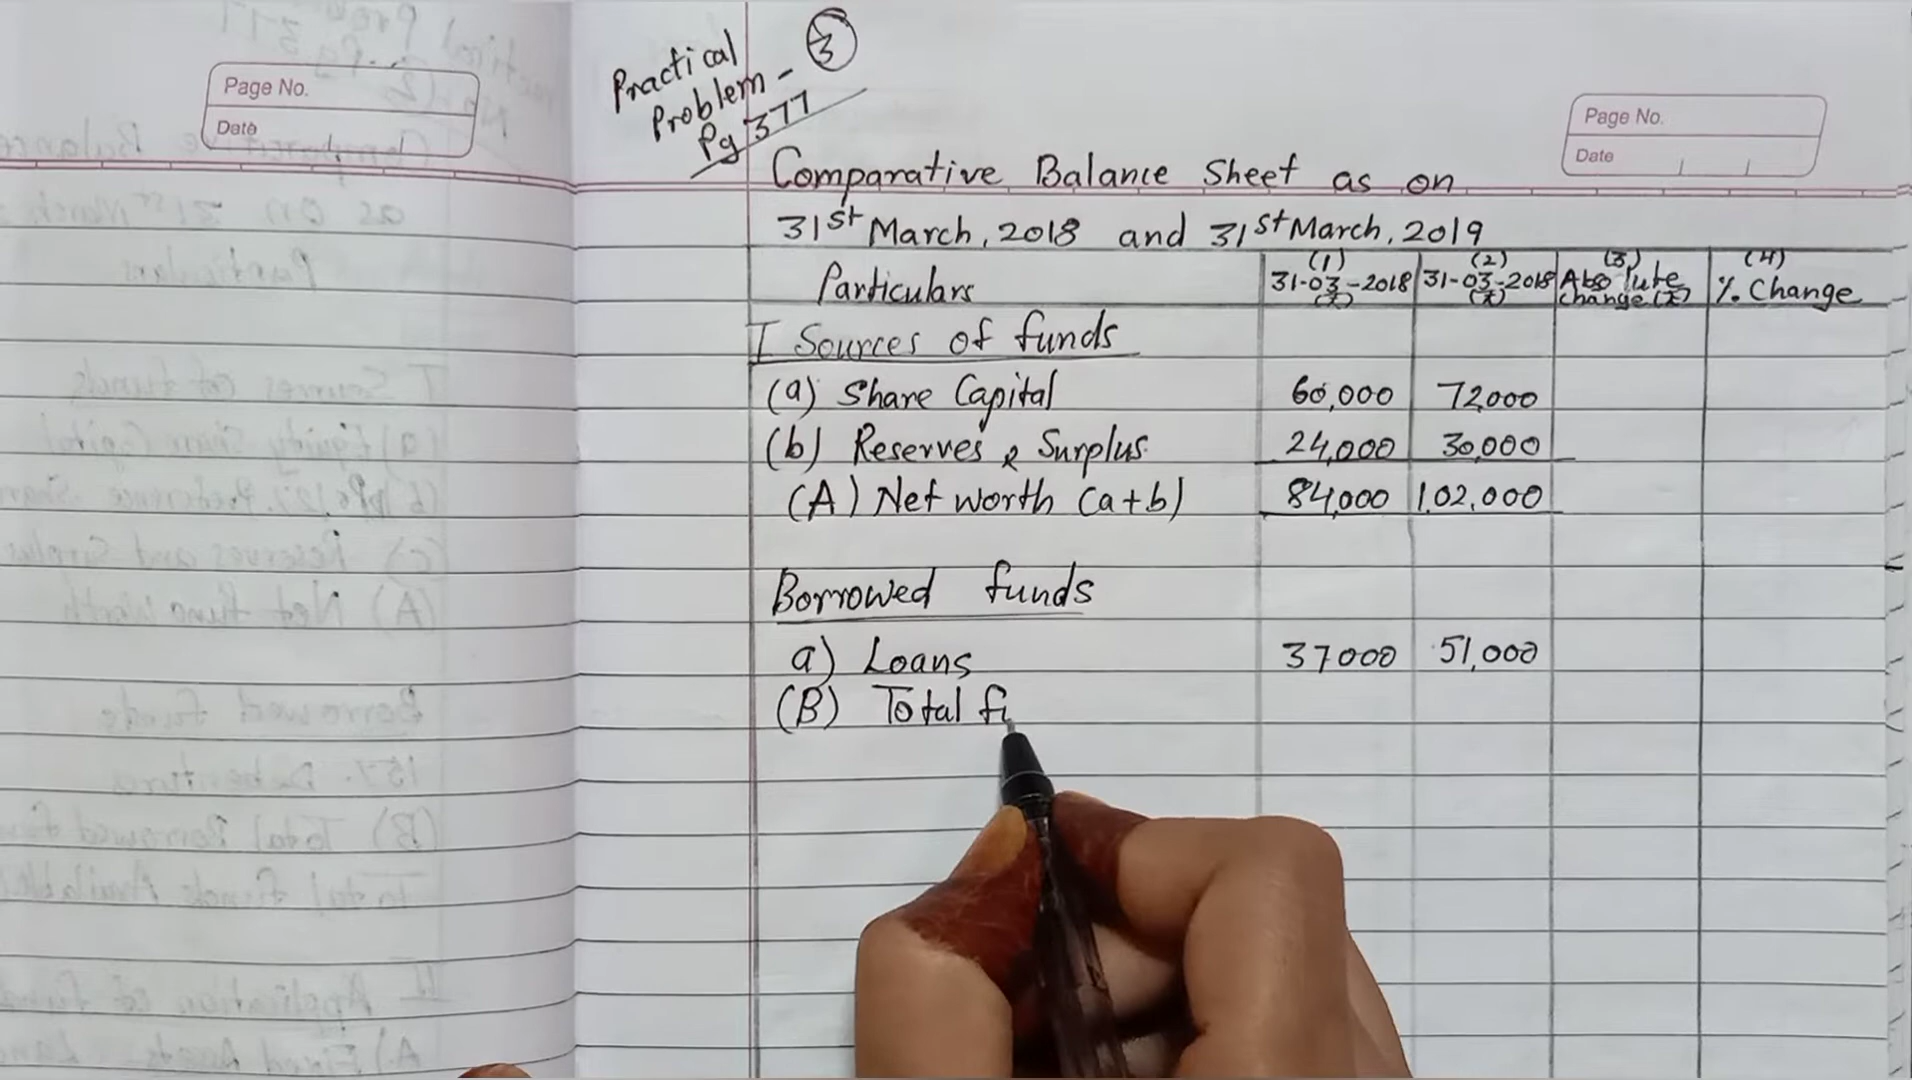 Page No.
Date
Practical
Problem - 3
Pg 377
Page No.
Date
Comparative Balance Sheet as on
31st March, 2018 and 31st March, 2019
Particulars (1) 31-03-2018 (₹) (2) 31-03-2018 (₹) (3) Absolute change (₹) (4) % Change
I Sources of funds
(a) Share Capital 60,000 72,000
(b) Reserves & Surplus 24,000 30,000
(A) Net worth (a+b) 84,000 1,02,000
Borrowed funds
a) Loans 37000 51,000
(B) Total